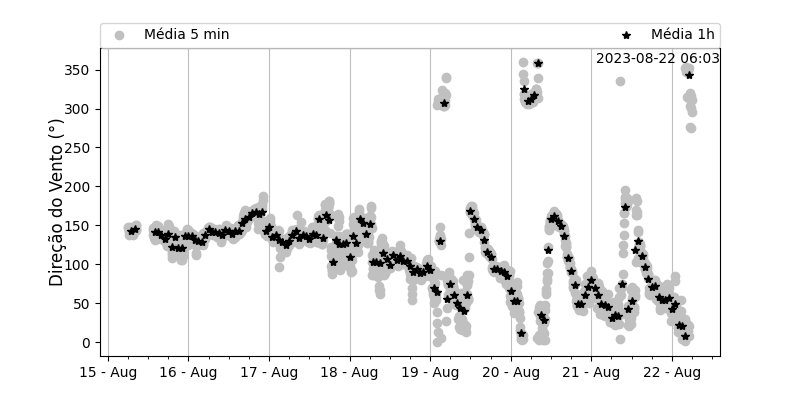 Média 5 min
Média 1h
2023-08-22 06:03
Direção do Vento (°)
350
300
250
200
150
100
50
0
15 - Aug
16 - Aug
17 - Aug
18 - Aug
19 - Aug
20 - Aug
21 - Aug
22 - Aug